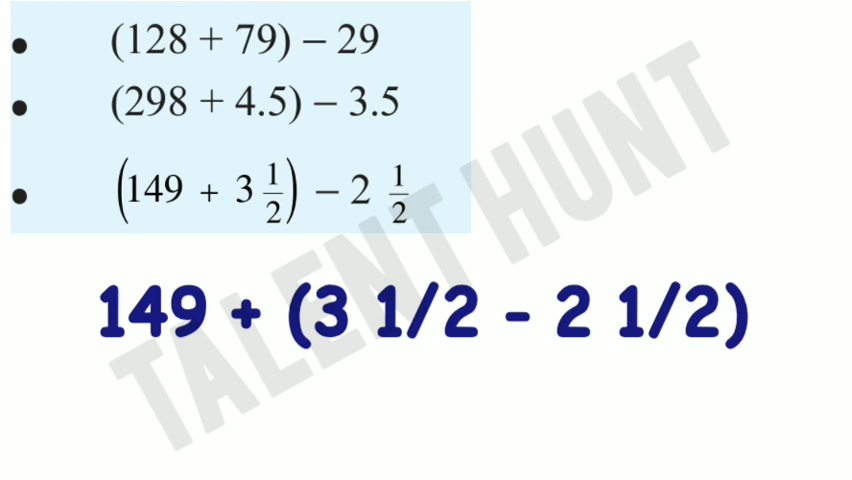 • (128 + 79) – 29
• (298 + 4.5) – 3.5
• (149 + 3 1/2) – 2 1/2
149 + (3 1/2 - 2 1/2)
TALENT HUNT